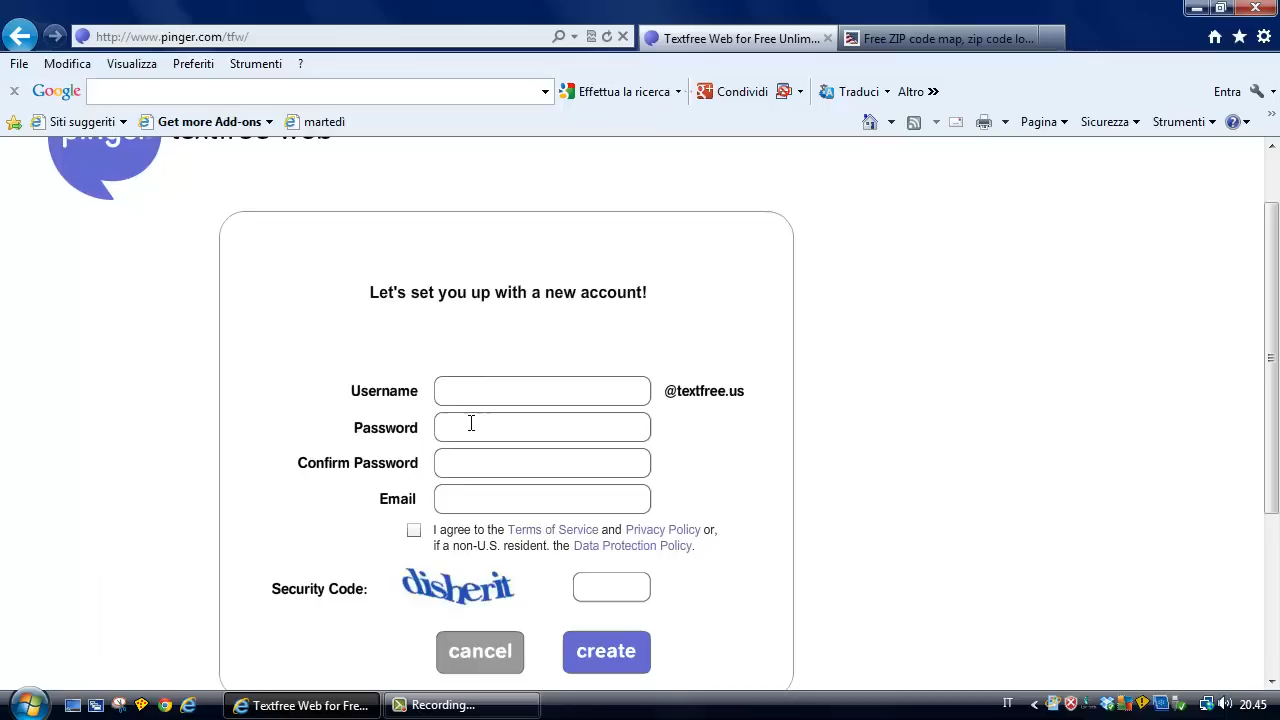 http://www.pinger.com/tfw/
Textfree Web for Free Unlim...
Free ZIP code map, zip code lo...
File Modifica Visualizza Preferiti Strumenti ?
Google
Effettua la ricerca
Condividi
Traduci
Altro »
Entra
Siti suggeriti
Get more Add-ons
martedì
Pagina
Sicurezza
Strumenti
pinger textfree web
Let's set you up with a new account!
Username @textfree.us
Password
Confirm Password
Email
I agree to the Terms of Service and Privacy Policy or,
if a non-U.S. resident. the Data Protection Policy.
Security Code: disherit
cancel create
Textfree Web for Fre...
Recording...
IT
20.45